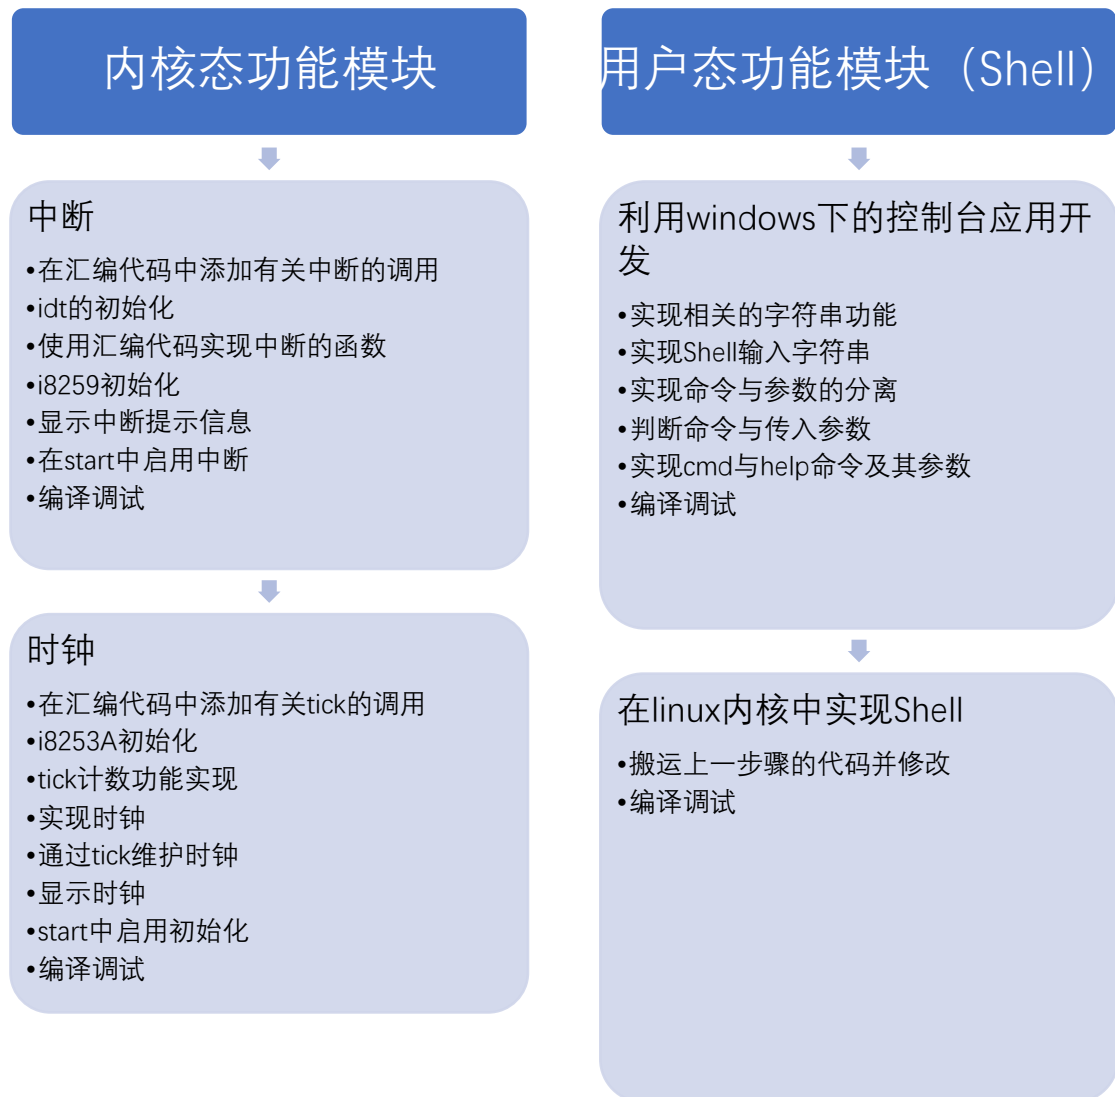 内核态功能模块
中断
•在汇编代码中添加有关中断的调用
•idt的初始化
•使用汇编代码实现中断的函数
•i8259初始化
•显示中断提示信息
•在start中启用中断
•编译调试
时钟
•在汇编代码中添加有关tick的调用
•i8253A初始化
•tick计数功能实现
•实现时钟
•通过tick维护时钟
•显示时钟
•start中启用初始化
•编译调试
用户态功能模块（Shell）
利用windows下的控制台应用开
发
•实现相关的字符串功能
•实现Shell输入字符串
•实现命令与参数的分离
•判断命令与传入参数
•实现cmd与help命令及其参数
•编译调试
在linux内核中实现Shell
•搬运上一步骤的代码并修改
•编译调试